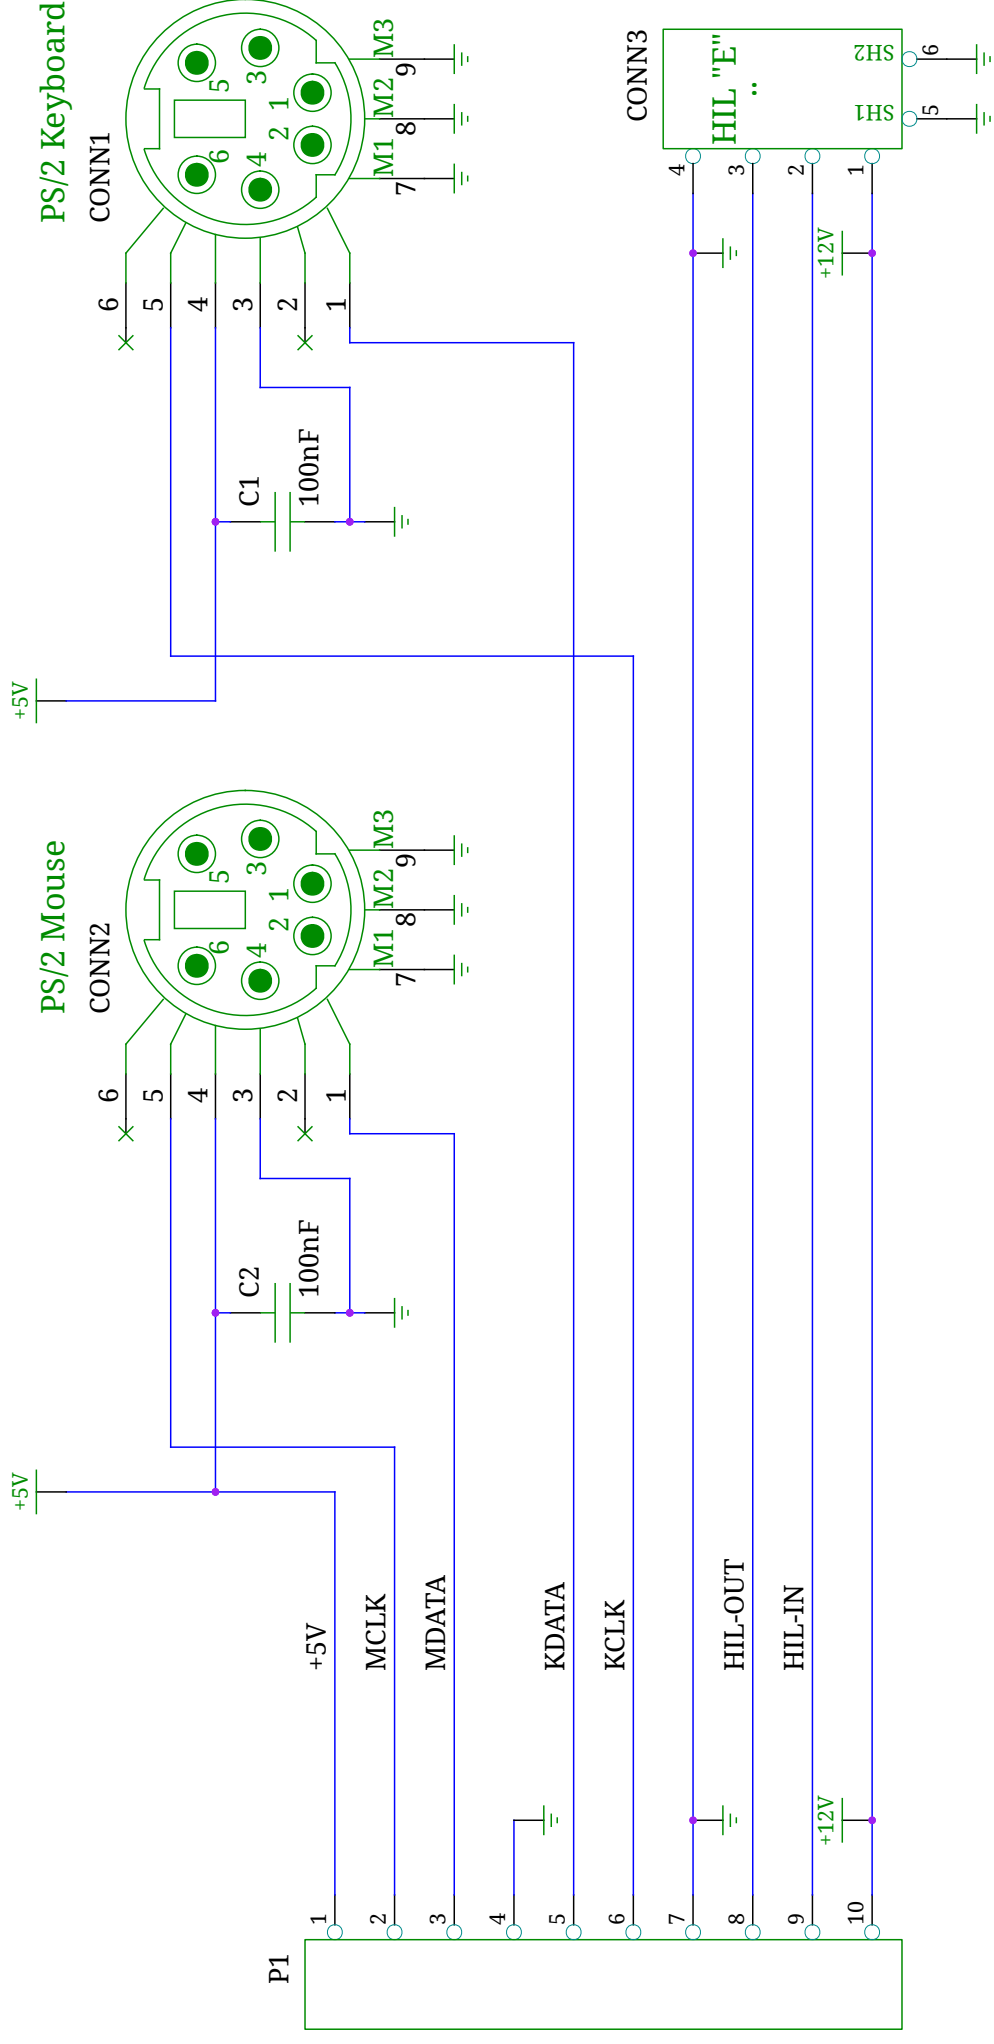 PS/2 Keyboard
CONN1
6
5
4
3
2
1
5
3
1
6
4
2
M3
9
M2
8
M1
7
C1
100nF
+5V
CONN3
HIL "E"
..
SH2
6
SH1
5
4
3
2
1
+12V
PS/2 Mouse
CONN2
6
5
4
3
2
1
5
3
1
6
4
2
M3
9
M2
8
M1
7
C2
100nF
+5V
+5V
MCLK
MDATA
KDATA
KCLK
HIL-OUT
HIL-IN
+12V
P1
1
2
3
4
5
6
7
8
9
10